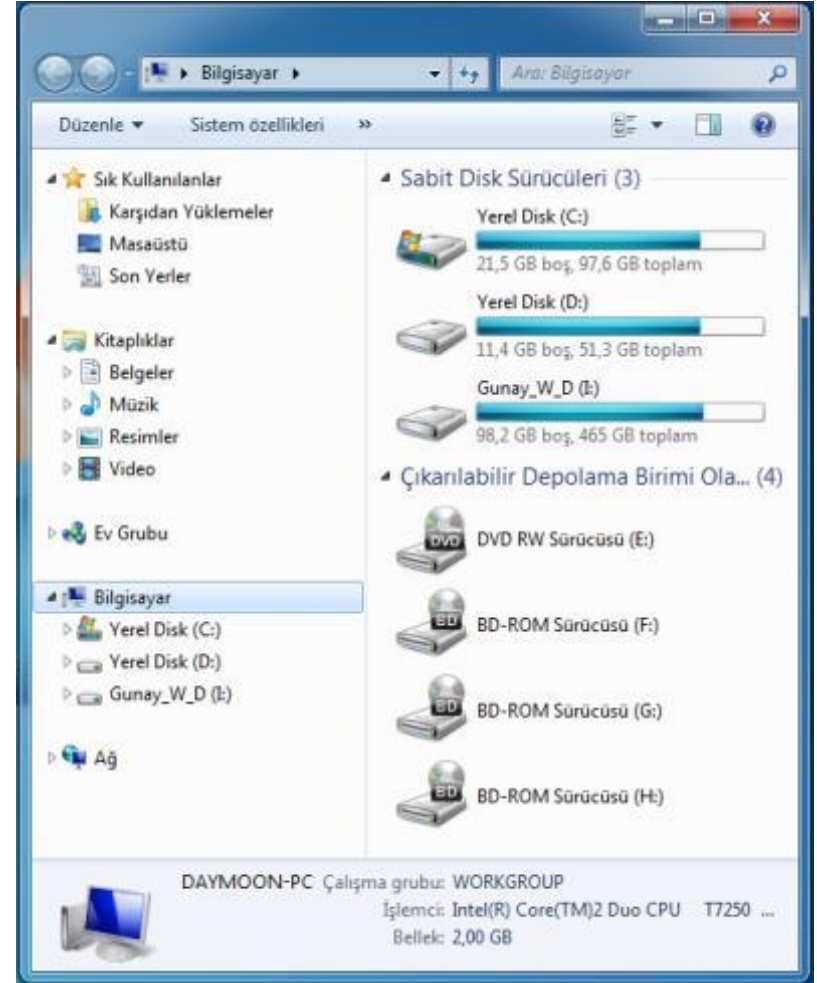 Bilgisayar
Ara: Bilgisayar
Düzenle
Sistem özellikleri
»
Sık Kullanılanlar
Karşıdan Yüklemeler
Masaüstü
Son Yerler
Kitaplıklar
Belgeler
Müzik
Resimler
Video
Ev Grubu
Bilgisayar
Yerel Disk (C:)
Yerel Disk (D:)
Gunay_W_D (I:)
Ağ
Sabit Disk Sürücüleri (3)
Yerel Disk (C:)
21,5 GB boş, 97,6 GB toplam
Yerel Disk (D:)
11,4 GB boş, 51,3 GB toplam
Gunay_W_D (I:)
98,2 GB boş, 465 GB toplam
Çıkarılabilir Depolama Birimi Ola... (4)
DVD RW Sürücüsü (E:)
BD-ROM Sürücüsü (F:)
BD-ROM Sürücüsü (G:)
BD-ROM Sürücüsü (H:)
DAYMOON-PC Çalışma grubu: WORKGROUP
İşlemci: Intel(R) Core(TM)2 Duo CPU T7250 ...
Bellek: 2,00 GB